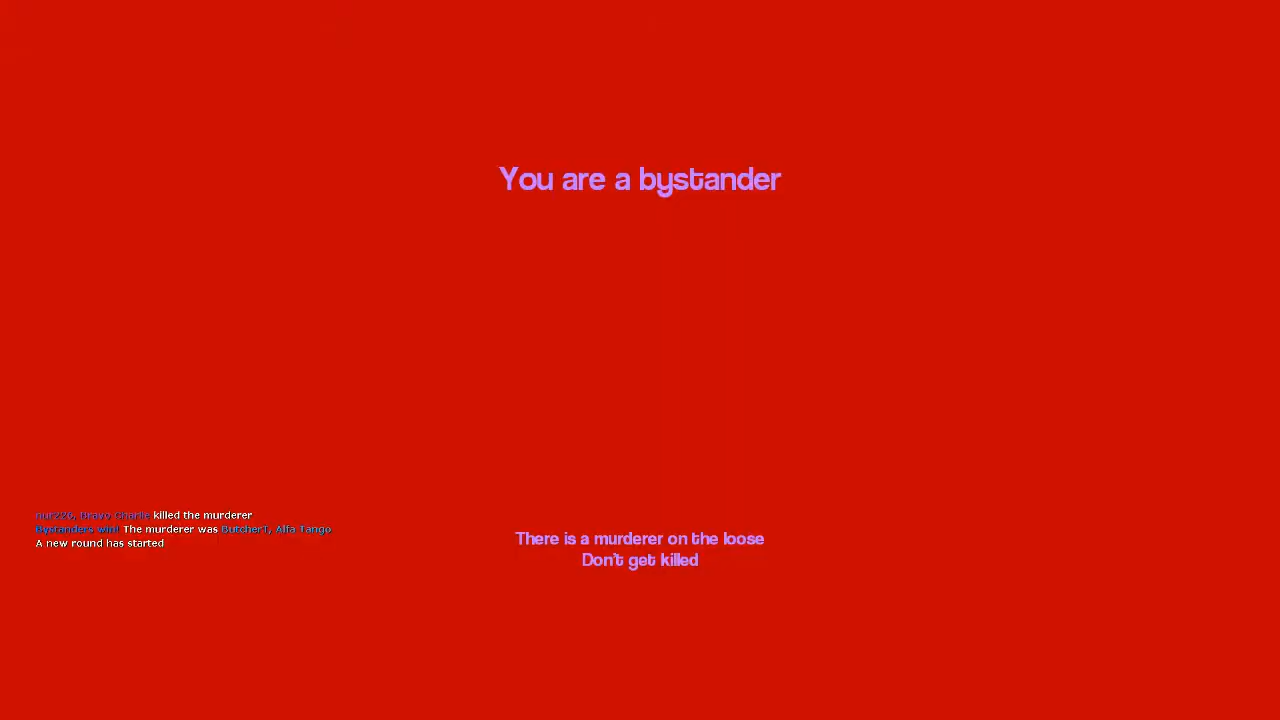 You are a bystander
nur226, Bravo Charlie killed the murderer
Bystanders win! The murderer was Butcher1, Alfa Tango
A new round has started
There is a murderer on the loose
Don't get killed